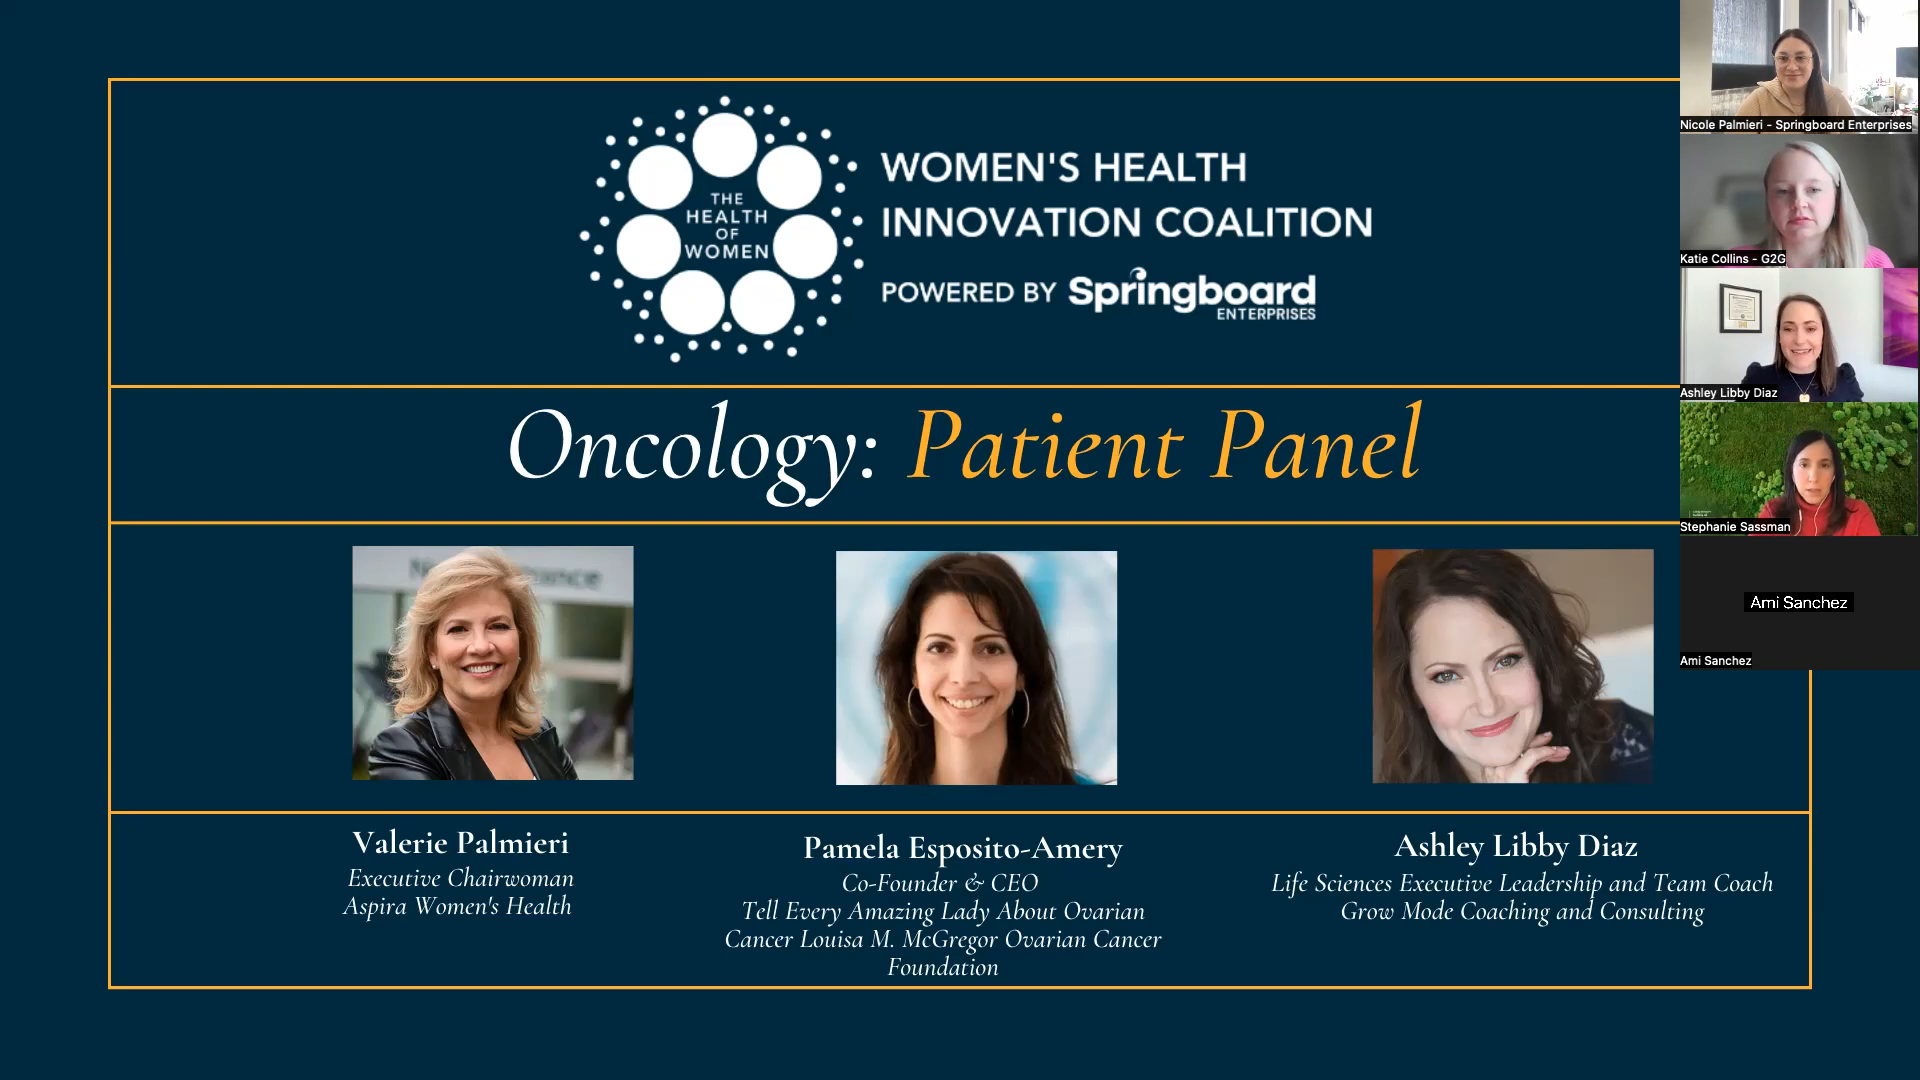 THE
HEALTH
OF
WOMEN
WOMEN'S HEALTH
INNOVATION COALITION
POWERED BY Springboard
ENTERPRISES
Oncology: Patient Panel
Valerie Palmieri
Executive Chairwoman
Aspira Women's Health
Pamela Esposito-Amery
Co-Founder & CEO
Tell Every Amazing Lady About Ovarian
Cancer Louisa M. McGregor Ovarian Cancer
Foundation
Ashley Libby Diaz
Life Sciences Executive Leadership and Team Coach
Grow Mode Coaching and Consulting
Nicole Palmieri - Springboard Enterprises
Katie Collins - G2G
Ashley Libby Diaz
Stephanie Sassman
Ami Sanchez
Ami Sanchez